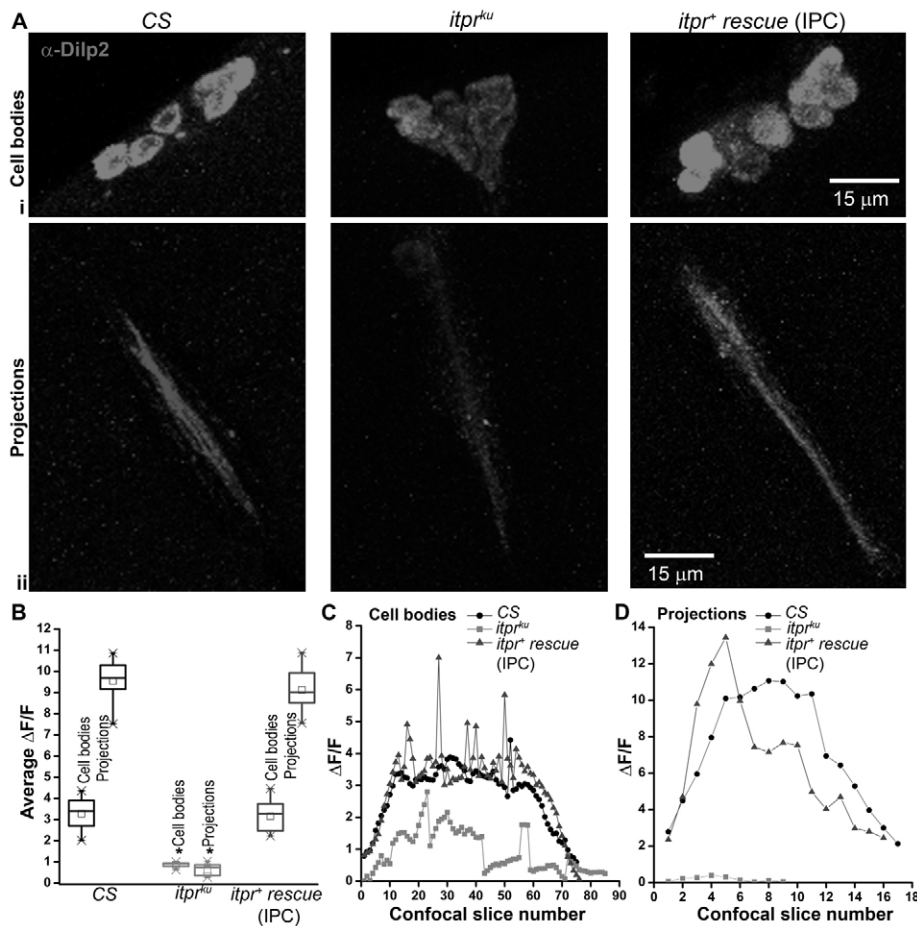 A
CS
itpr^ku
itpr^+ rescue (IPC)
α-Dilp2
Cell bodies
i
15 µm
Projections
ii
15 µm
B
Average ΔF/F
12
11
10
9
8
7
6
5
4
3
2
1
0
Cell bodies
Projections
*Cell bodies
*Projections
Cell bodies
Projections
CS
itpr^ku
itpr^+ rescue
(IPC)
C
Cell bodies
CS
itpr^ku
itpr^+ rescue
(IPC)
ΔF/F
8
7
6
5
4
3
2
1
0
0 10 20 30 40 50 60 70 80 90
Confocal slice number
D
Projections
CS
itpr^ku
itpr^+ rescue
(IPC)
ΔF/F
14
12
10
8
6
4
2
0
2 4 6 8 10 12 14 16 18
Confocal slice number